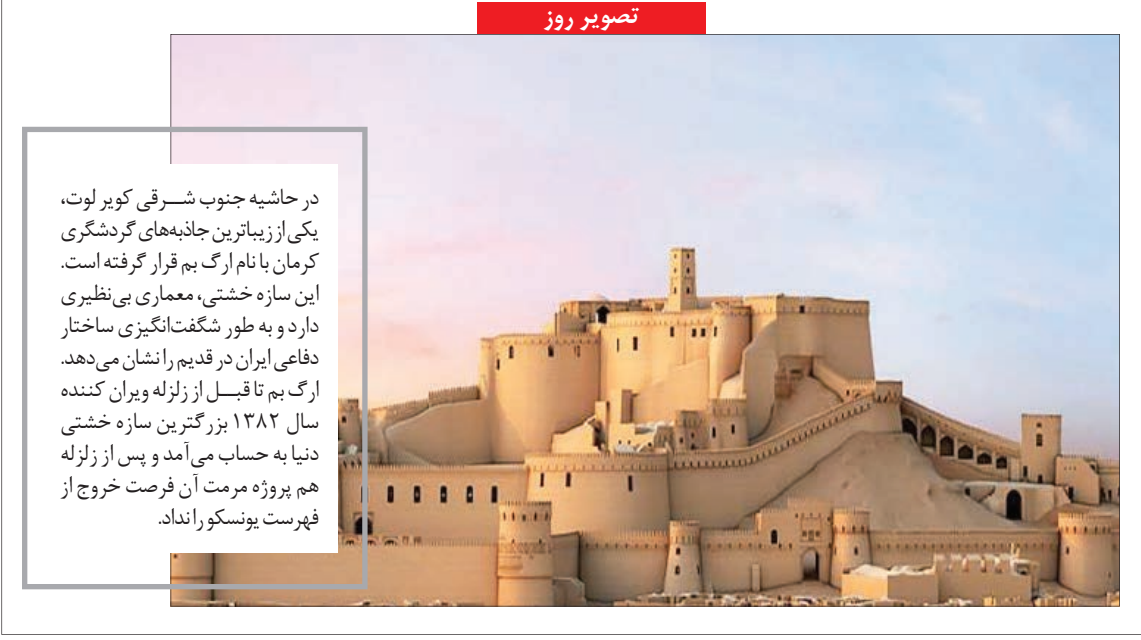 تصویر روز
در حاشیه جنوب شـــرقی کویر لوت،
یکی از زیباترین جاذبه‌های گردشگری
کرمان با نام ارگ بم قرار گرفته است.
این سازه خشتی، معماری بی‌نظیری
دارد و به طور شگفت‌انگیزی ساختار
دفاعی ایران در قدیم را نشان می‌دهد.
ارگ بم تا قبـــل از زلزله ویران کننده
سال ۱۳۸۲ بزرگترین سازه خشتی
دنیا به حساب می‌آمد و پس از زلزله
هم پروژه مرمت آن فرصت خروج از
فهرست یونسکو را نداد.